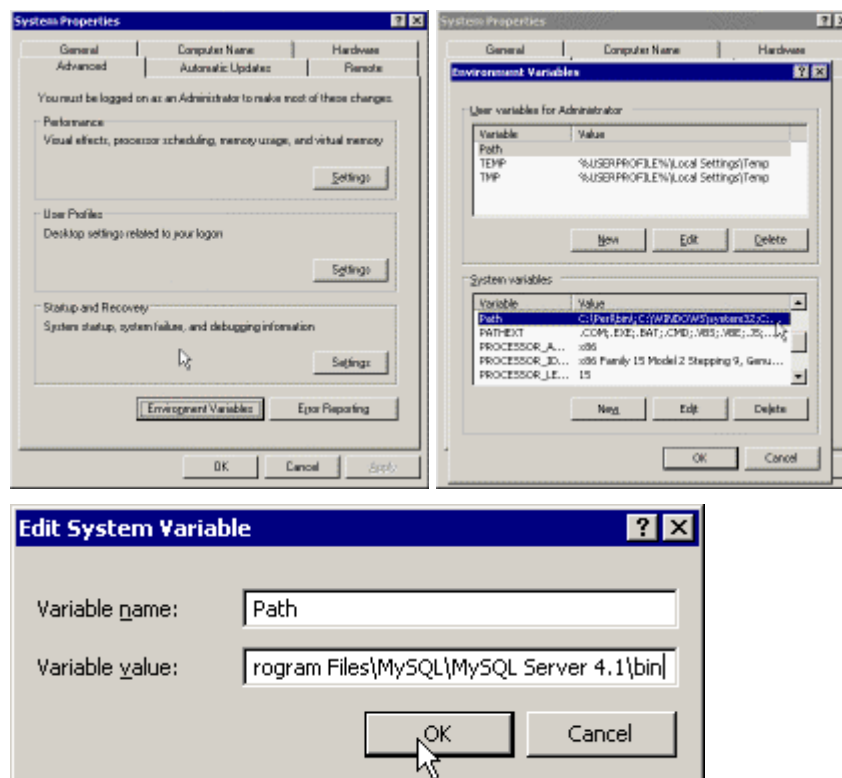 System Properties
General Computer Name Hardware
Advanced Automatic Updates Remote
You must be logged on as an Administrator to make most of these changes.
Performance
Visual effects, processor scheduling, memory usage, and virtual memory
Settings
User Profiles
Desktop settings related to your logon
Settings
Startup and Recovery
System startup, system failure, and debugging information
Settings
Environment Variables Error Reporting
OK Cancel Apply
System Properties
General Computer Name Hardware
Environment Variables
User variables for Administrator
Variable Value
Path
TEMP %USERPROFILE%\Local Settings\Temp
TMP %USERPROFILE%\Local Settings\Temp
New Edit Delete
System variables
Variable Value
Path C:\Perl\bin\;C:\WINDOWS\system32;C:...
PATHEXT .COM;.EXE;.BAT;.CMD;.VBS;.VBE;.JS;...
PROCESSOR_A... x86
PROCESSOR_ID... x86 Family 15 Model 2 Stepping 9, Genu...
PROCESSOR_LE... 15
New Edit Delete
OK Cancel
Edit System Variable
Variable name: Path
Variable value: rogram Files\MySQL\MySQL Server 4.1\bin
OK Cancel